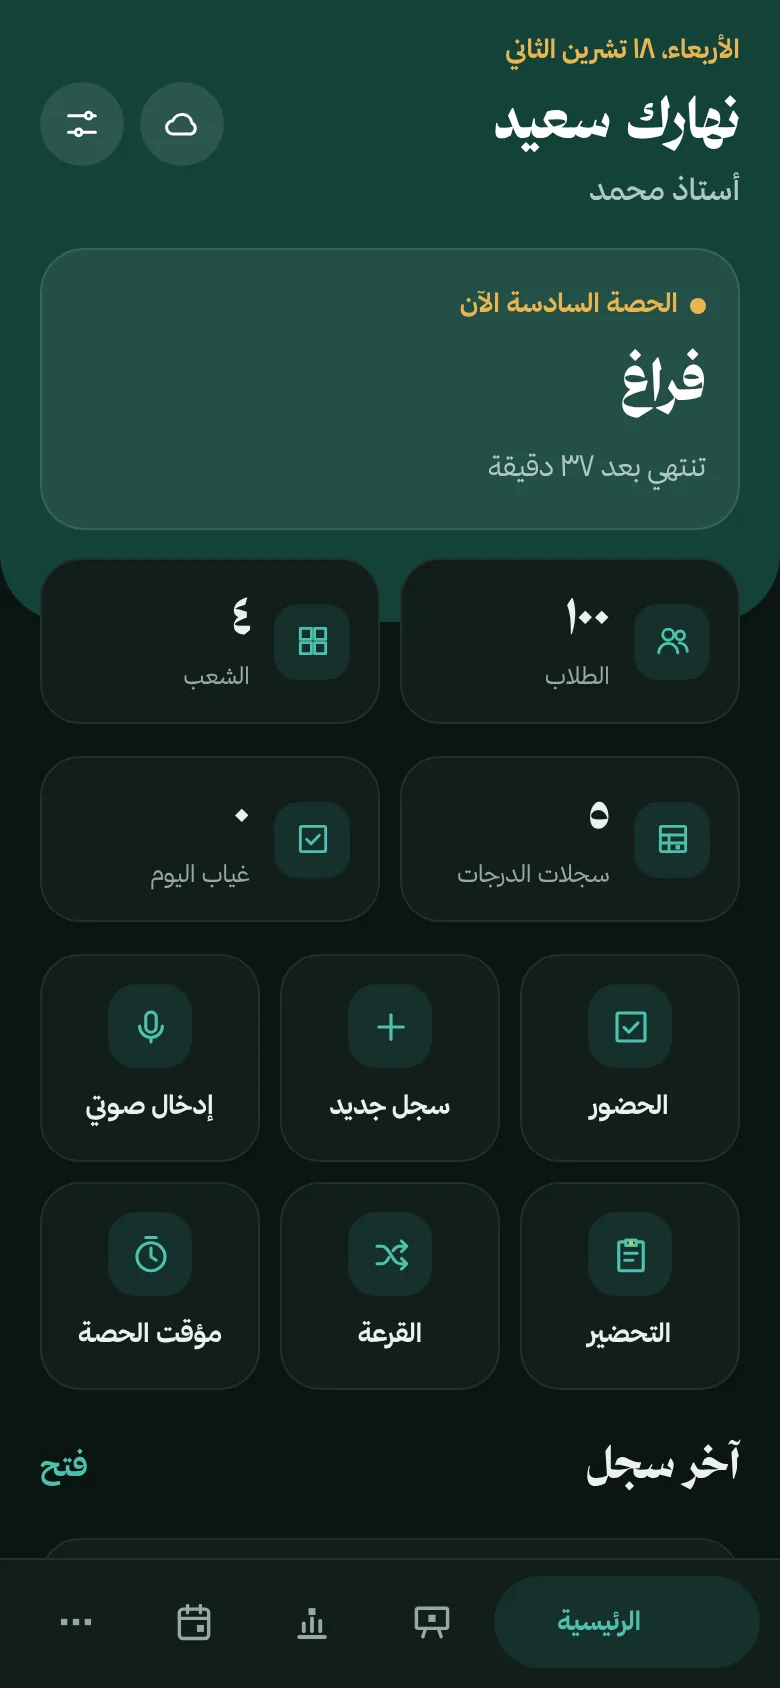 الأربعاء، ١٨ تشرين الثاني
نهارك سعيد
أستاذ محمد
الحصة السادسة الآن
فراغ
تنتهي بعد ٣٧ دقيقة
١٠٠
الطلاب
٤
الشعب
٥
سجلات الدرجات
٠
غياب اليوم
الحضور
سجل جديد
إدخال صوتي
التحضير
القرعة
مؤقت الحصة
آخر سجل
فتح
الرئيسية